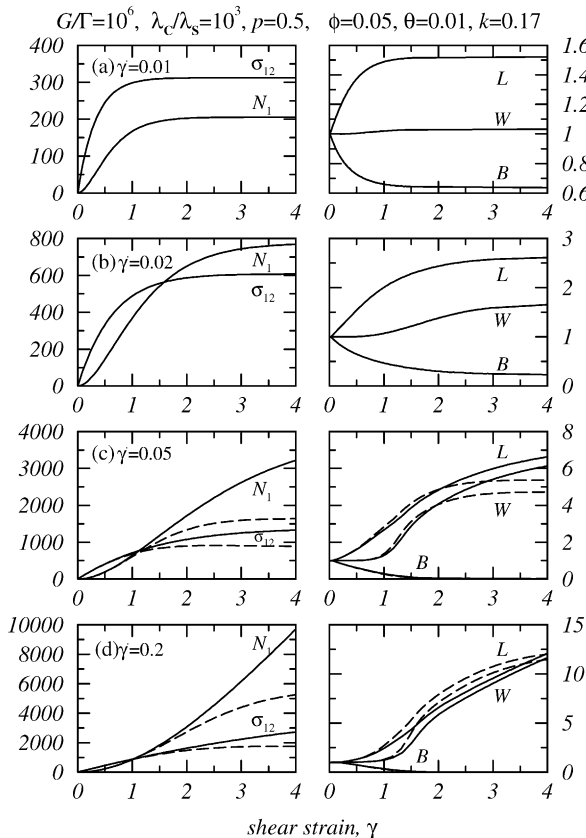 G/Γ=10⁶, λ_C/λ_S=10³, p=0.5, ϕ=0.05, θ=0.01, k=0.17
400 300 200 100 0
(a) γ̇=0.01
σ₁₂
N₁
0 1 2 3 4
L
W
B
1.6 1.4 1.2 1 0.8 0.6
0 1 2 3 4
800 600 400 200 0
(b) γ̇=0.02
N₁
σ₁₂
0 1 2 3 4
L
W
B
3 2 1 0
0 1 2 3 4
4000 3000 2000 1000 0
(c) γ̇=0.05
N₁
σ₁₂
0 1 2 3 4
L
W
B
8 6 4 2 0
0 1 2 3 4
10000 8000 6000 4000 2000 0
(d) γ̇=0.2
N₁
σ₁₂
0 1 2 3 4
L
W
B
15 10 5 0
0 1 2 3 4
shear strain, γ